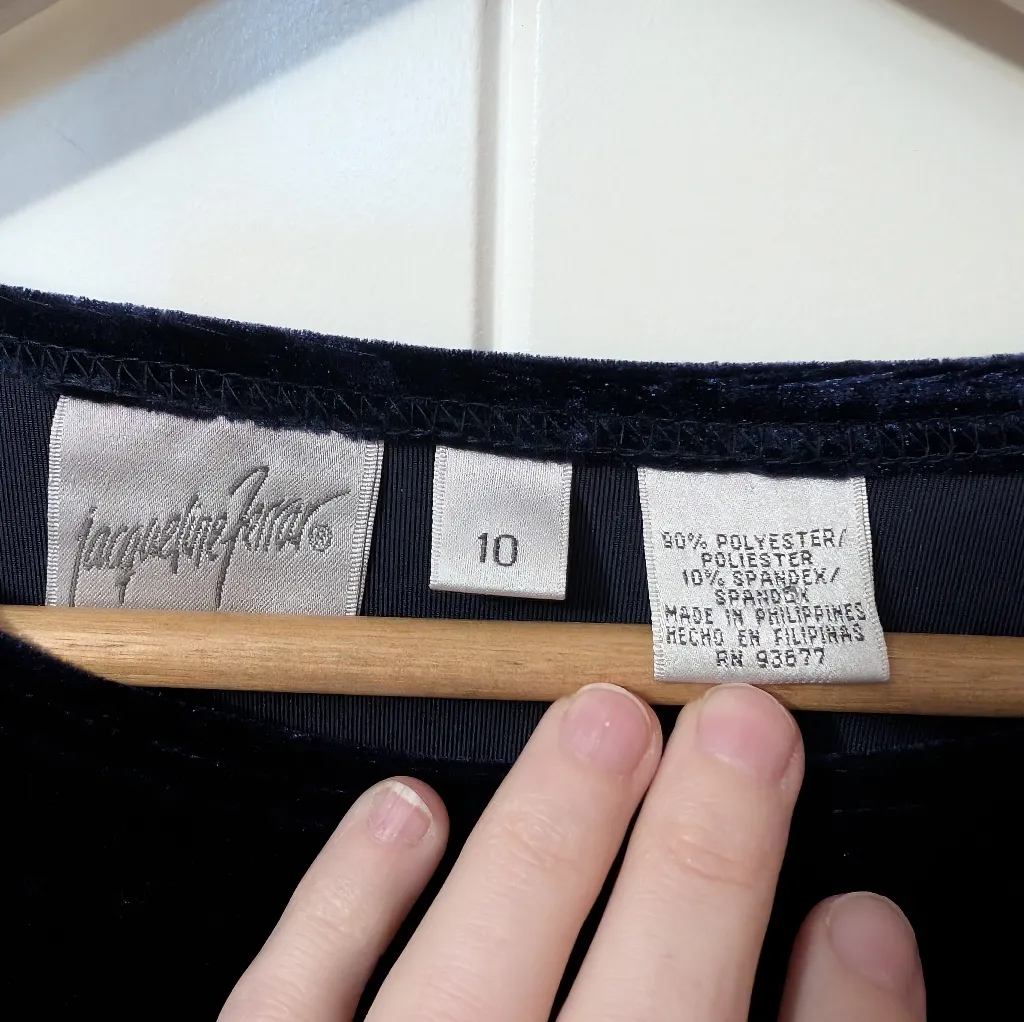 jacqueline Ferrar®
10
90% POLYESTER/
POLIESTER
10% SPANDEX/
SPANDEX
MADE IN PHILIPPINES
HECHO EN FILIPINAS
RN 93677